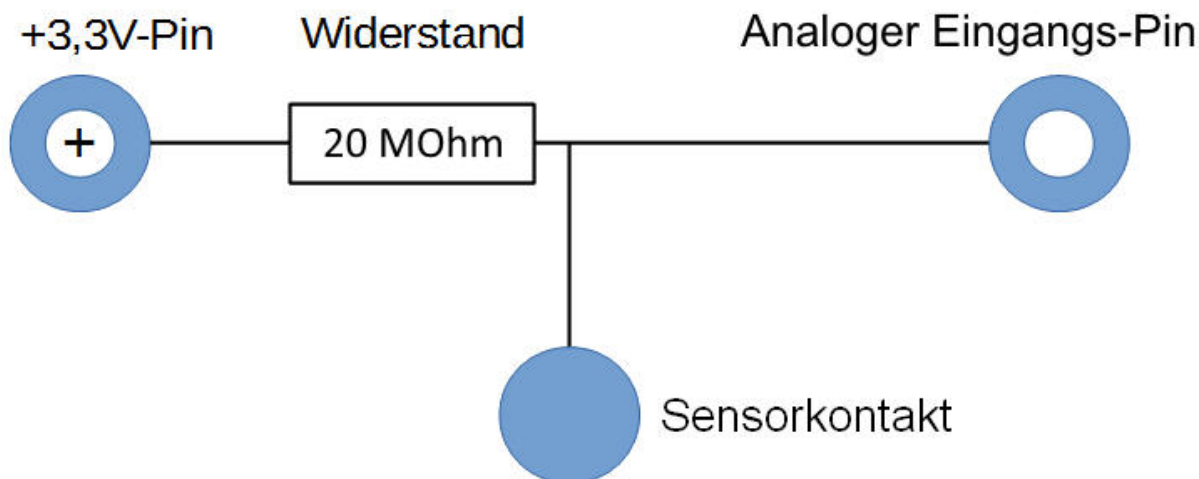 +3,3V-Pin Widerstand Analoger Eingangs-Pin
+ 20 MOhm
Sensorkontakt